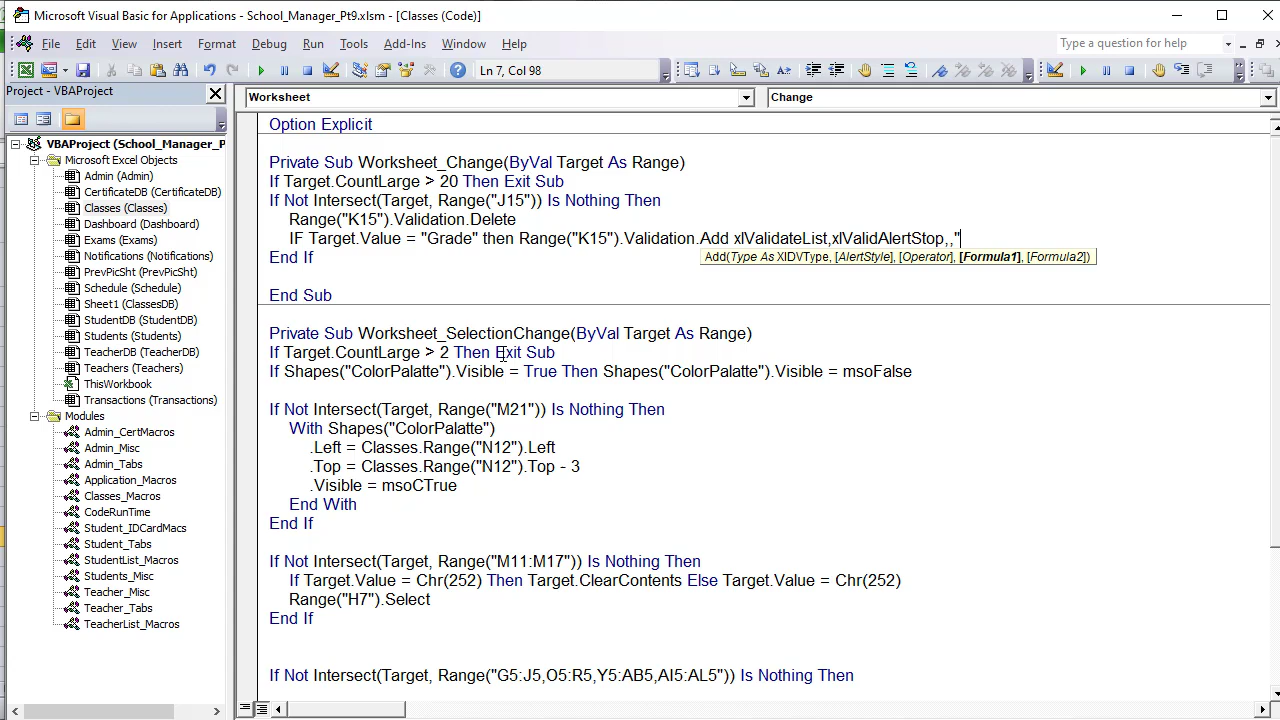 Microsoft Visual Basic for Applications - School_Manager_Pt9.xlsm - [Classes (Code)]
File Edit View Insert Format Debug Run Tools Add-Ins Window Help Type a question for help
Ln 7, Col 98
Project - VBAProject
Worksheet Change
VBAProject (School_Manager_P
Microsoft Excel Objects
Admin (Admin)
CertificateDB (CertificateDB)
Classes (Classes)
Dashboard (Dashboard)
Exams (Exams)
Notifications (Notifications)
PrevPicSht (PrevPicSht)
Schedule (Schedule)
Sheet1 (ClassesDB)
StudentDB (StudentDB)
Students (Students)
TeacherDB (TeacherDB)
Teachers (Teachers)
ThisWorkbook
Transactions (Transactions)
Modules
Admin_CertMacros
Admin_Misc
Admin_Tabs
Application_Macros
Classes_Macros
CodeRunTime
Student_IDCardMacs
Student_Tabs
StudentList_Macros
Students_Misc
Teacher_Misc
Teacher_Tabs
TeacherList_Macros
Option Explicit
Private Sub Worksheet_Change(ByVal Target As Range)
If Target.CountLarge > 20 Then Exit Sub
If Not Intersect(Target, Range("J15")) Is Nothing Then
Range("K15").Validation.Delete
IF Target.Value = "Grade" then Range("K15").Validation.Add xlValidateList,xlValidAlertStop,,"
Add(Type As XlDVType, [AlertStyle], [Operator], [Formula1], [Formula2])
End If
End Sub
Private Sub Worksheet_SelectionChange(ByVal Target As Range)
If Target.CountLarge > 2 Then Exit Sub
If Shapes("ColorPalatte").Visible = True Then Shapes("ColorPalatte").Visible = msoFalse
If Not Intersect(Target, Range("M21")) Is Nothing Then
With Shapes("ColorPalatte")
.Left = Classes.Range("N12").Left
.Top = Classes.Range("N12").Top - 3
.Visible = msoCTrue
End With
End If
If Not Intersect(Target, Range("M11:M17")) Is Nothing Then
If Target.Value = Chr(252) Then Target.ClearContents Else Target.Value = Chr(252)
Range("H7").Select
End If
If Not Intersect(Target, Range("G5:J5,O5:R5,Y5:AB5,AI5:AL5")) Is Nothing Then